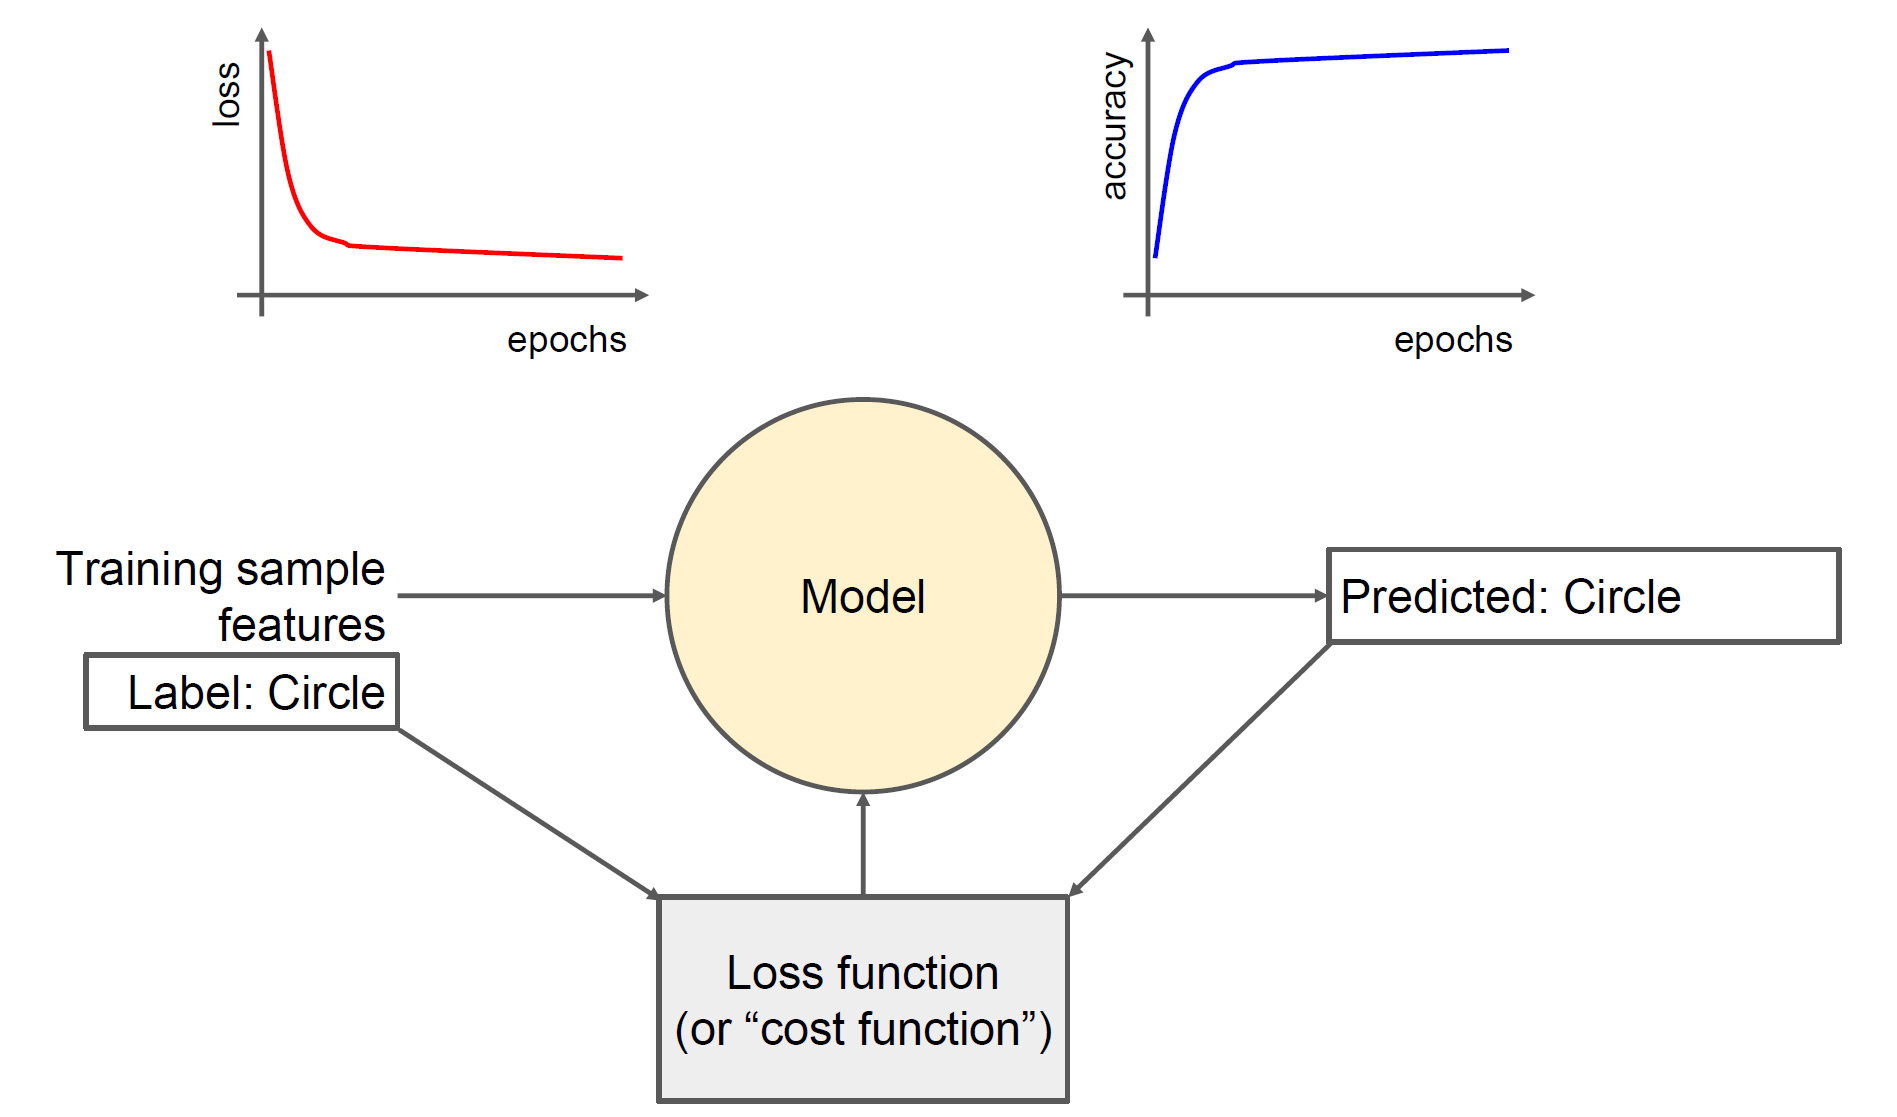 loss
epochs
accuracy
epochs
Training sample
features
Label: Circle
Model
Predicted: Circle
Loss function
(or “cost function”)